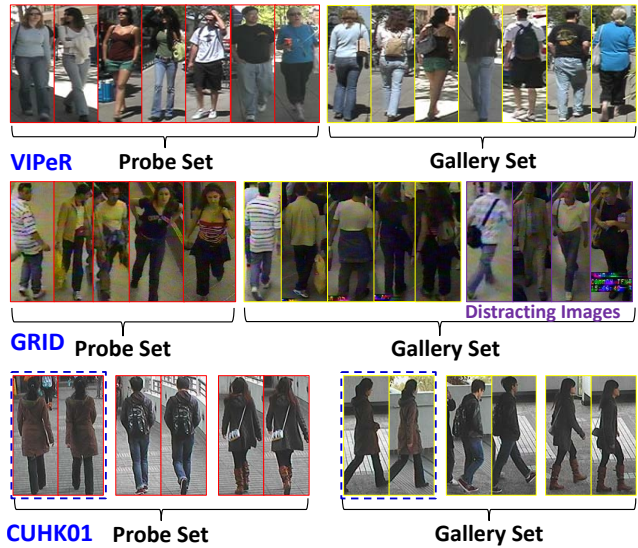 VIPeR
Probe Set
Gallery Set
Distracting Images
GRID
Probe Set
Gallery Set
CUHK01
Probe Set
Gallery Set